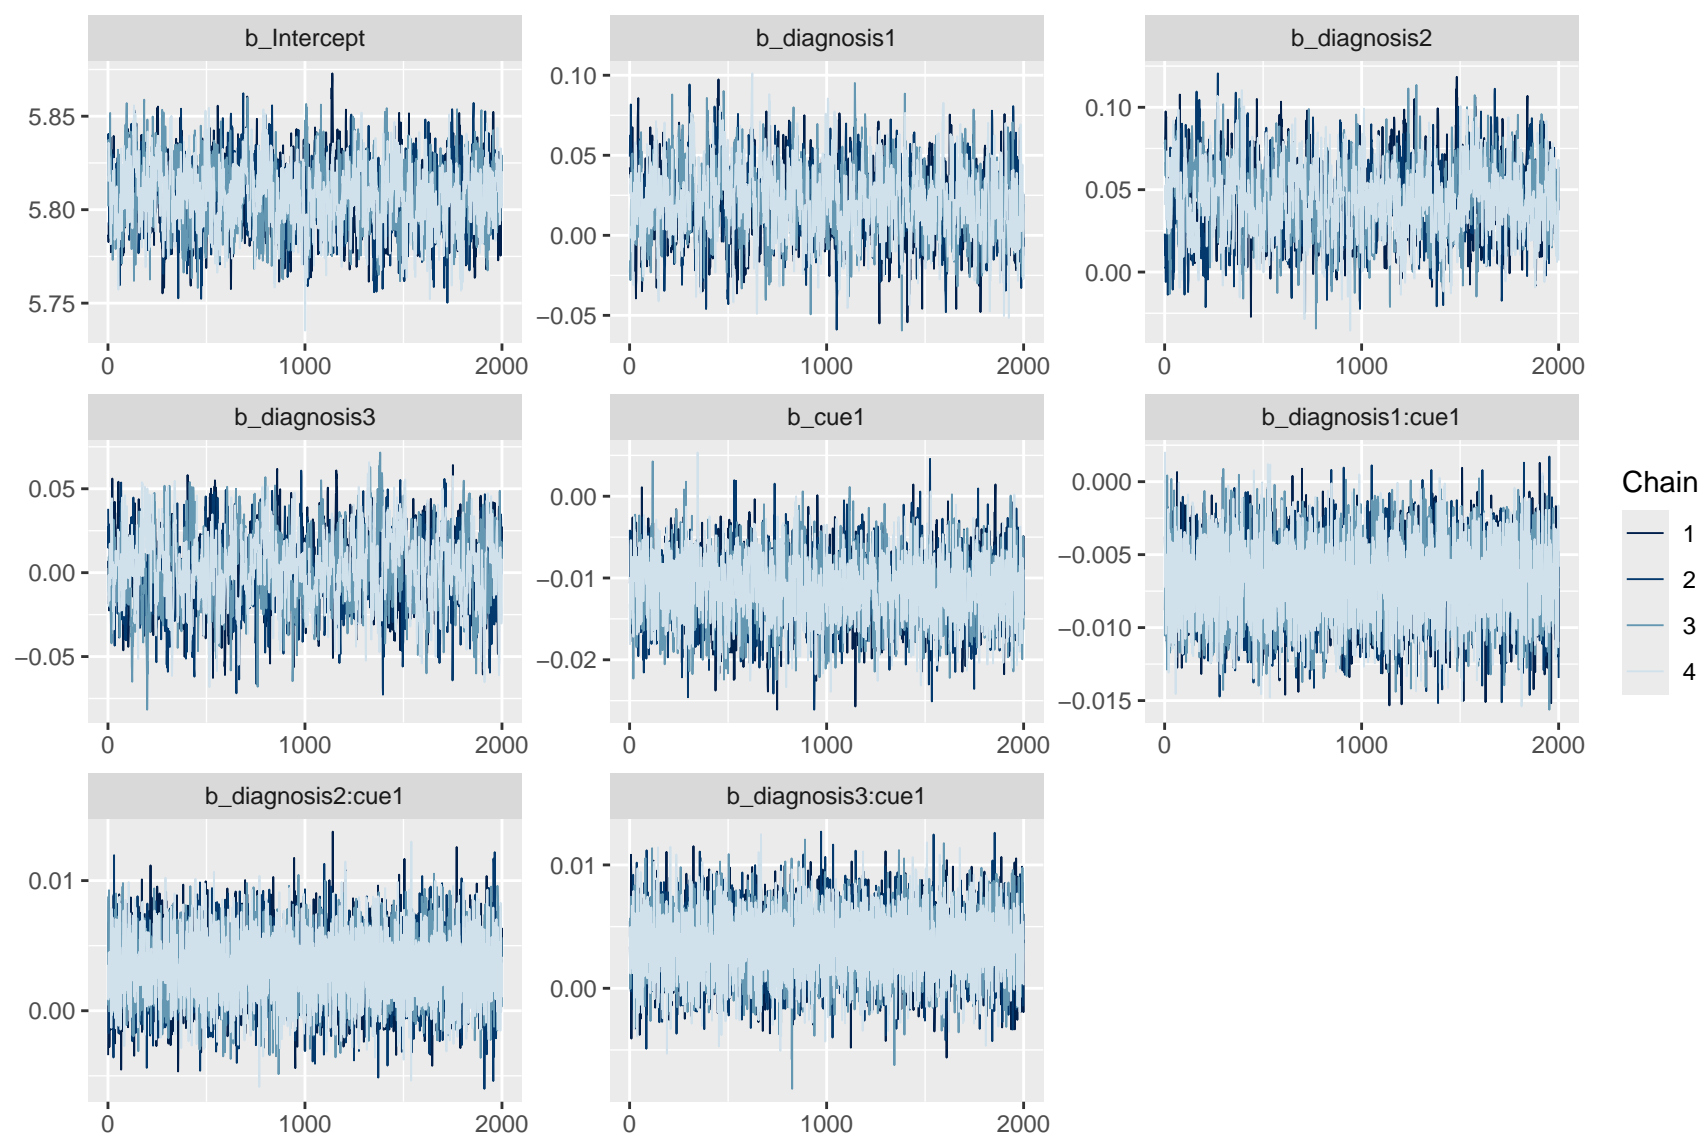 b_Intercept
b_diagnosis1
b_diagnosis2
5.85
5.80
5.75
0 1000 2000
0.10
0.05
0.00
−0.05
0 1000 2000
0.10
0.05
0.00
0 1000 2000
b_diagnosis3
b_cue1
b_diagnosis1:cue1
0.05
0.00
−0.05
0 1000 2000
0.00
−0.01
−0.02
0 1000 2000
0.000
−0.005
−0.010
−0.015
0 1000 2000
b_diagnosis2:cue1
b_diagnosis3:cue1
0.01
0.00
0 1000 2000
0.01
0.00
0 1000 2000
Chain
1
2
3
4